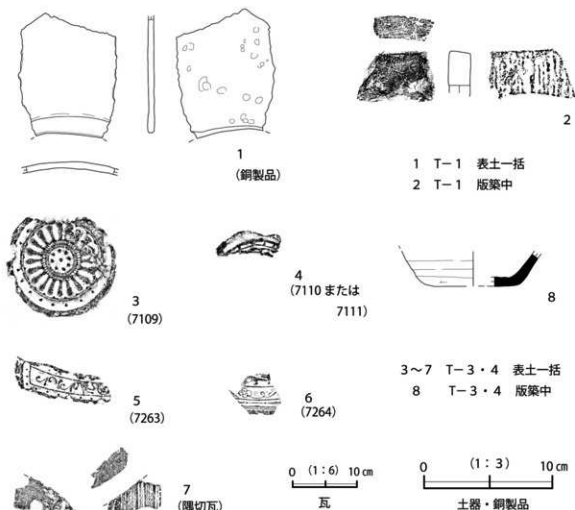 1
(銅製品)
2
1 T－1 表土一括
2 T－1 版築中
3
(7109)
4
(7110 または
7111)
8
5
(7263)
6
(7264)
3～7 T－3・4 表土一括
8 T－3・4 版築中
7
(隅切瓦)
0 (1：6) 10㎝
瓦
0 (1：3) 10㎝
土器・銅製品